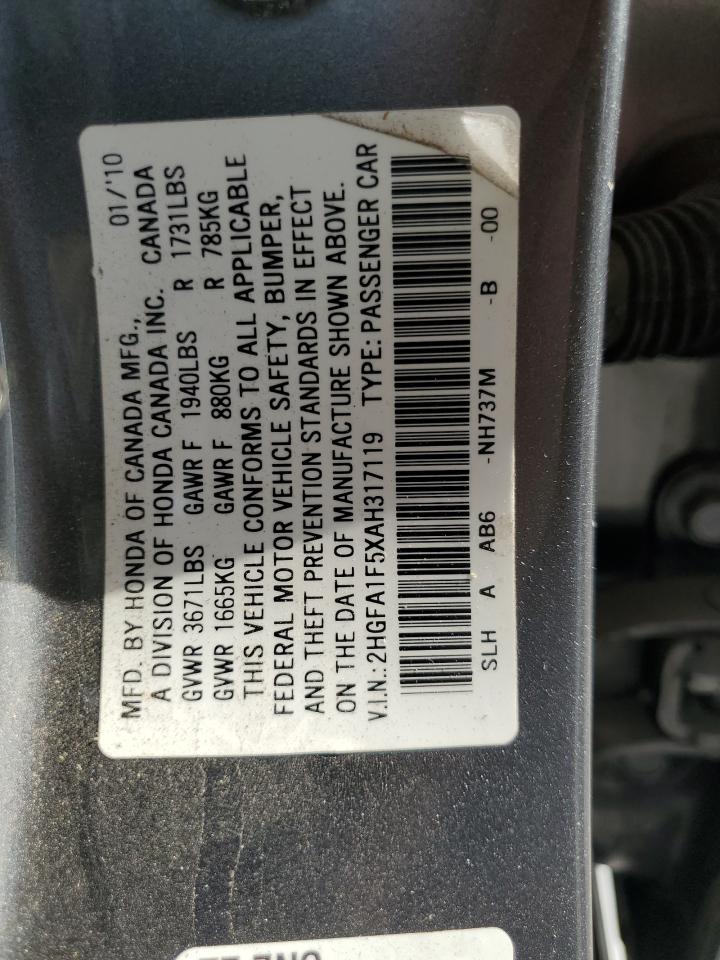 MFD. BY HONDA OF CANADA MFG., 01/'10
A DIVISION OF HONDA CANADA INC. CANADA
GVWR 3671LBS GAWR F 1940LBS R 1731LBS
GVWR 1665KG GAWR F 880KG R 785KG
THIS VEHICLE CONFORMS TO ALL APPLICABLE
FEDERAL MOTOR VEHICLE SAFETY, BUMPER,
AND THEFT PREVENTION STANDARDS IN EFFECT
ON THE DATE OF MANUFACTURE SHOWN ABOVE.
V.I.N.: 2HGFA1F5XAH317119 TYPE: PASSENGER CAR
SLH A AB6 -NH737M -B -00